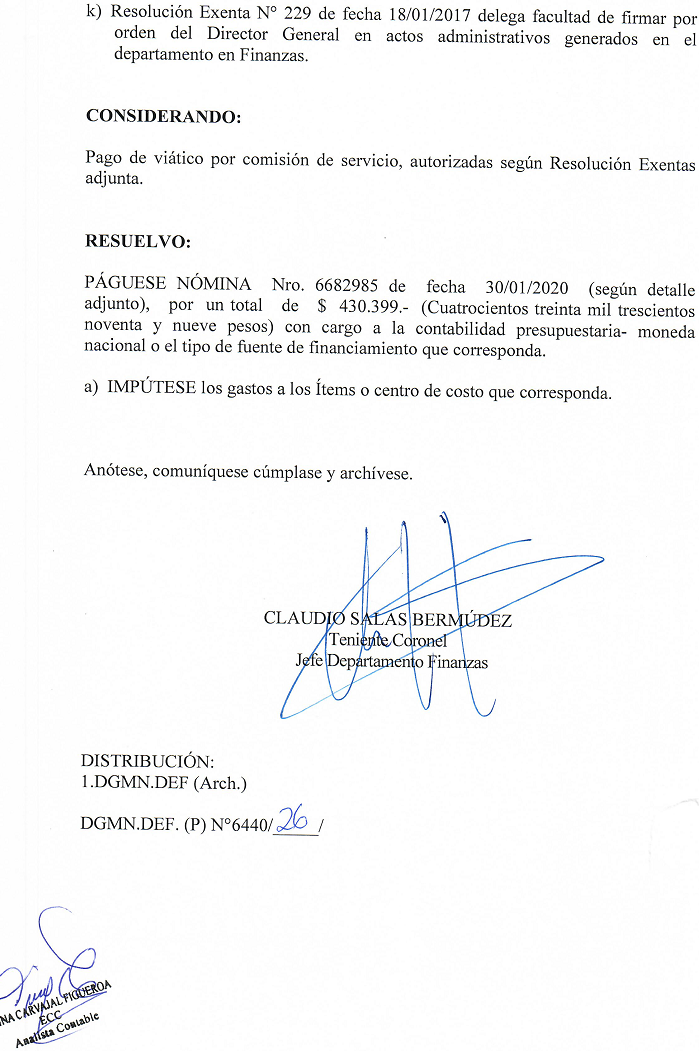 k) Resolución Exenta N° 229 de fecha 18/01/2017 delega facultad de firmar por
orden del Director General en actos administrativos generados en el
departamento en Finanzas.
CONSIDERANDO:
Pago de viático por comisión de servicio, autorizadas según Resolución Exentas
adjunta.
RESUELVO:
PÁGUESE NÓMINA Nro. 6682985 de fecha 30/01/2020 (según detalle
adjunto), por un total de $ 430.399.- (Cuatrocientos treinta mil trescientos
noventa y nueve pesos) con cargo a la contabilidad presupuestaria- moneda
nacional o el tipo de fuente de financiamiento que corresponda.
a) IMPÚTESE los gastos a los Ítems o centro de costo que corresponda.
Anótese, comuníquese cúmplase y archívese.
CLAUDIO SALAS BERMÚDEZ
Teniente Coronel
Jefe Departamento Finanzas
DISTRIBUCIÓN:
1.DGMN.DEF (Arch.)
DGMN.DEF. (P) N°6440/ 26 /
CARVAJAL FIGUEROA
ECC
Analista Contable